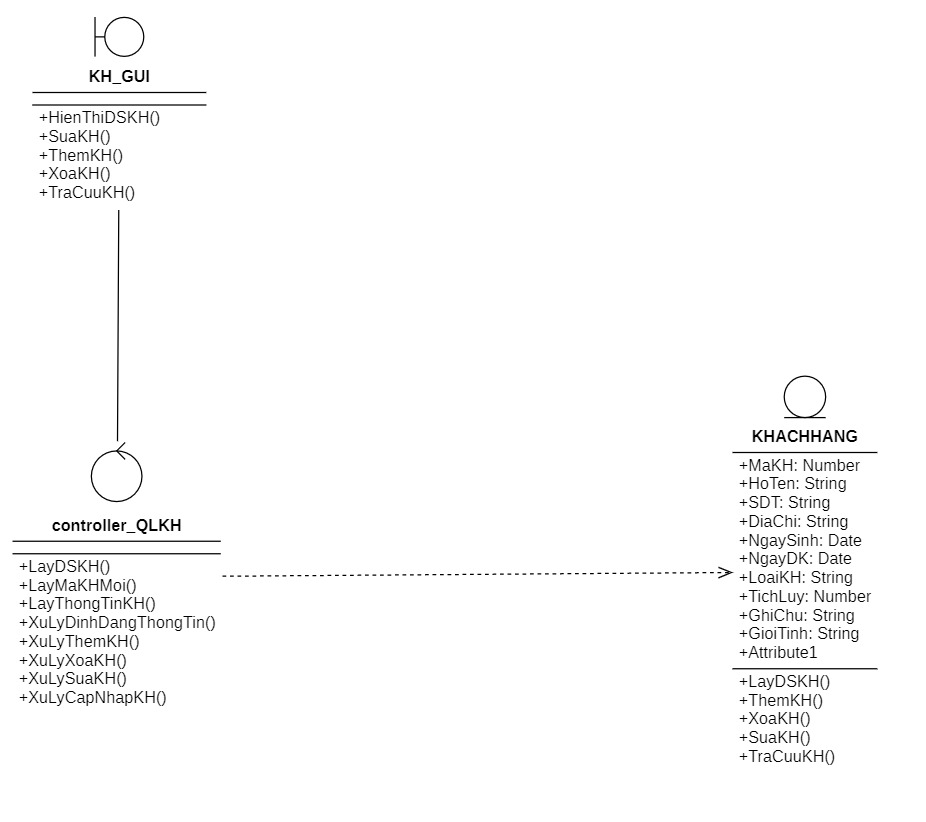 KH_GUI
+HienThiDSKH()
+SuaKH()
+ThemKH()
+XoaKH()
+TraCuuKH()
controller_QLKH
+LayDSKH()
+LayMaKHMoi()
+LayThongTinKH()
+XuLyDinhDangThongTin()
+XuLyThemKH()
+XuLyXoaKH()
+XuLySuaKH()
+XuLyCapNhapKH()
KHACHHANG
+MaKH: Number
+HoTen: String
+SDT: String
+DiaChi: String
+NgaySinh: Date
+NgayDK: Date
+LoaiKH: String
+TichLuy: Number
+GhiChu: String
+GioiTinh: String
+Attribute1
+LayDSKH()
+ThemKH()
+XoaKH()
+SuaKH()
+TraCuuKH()